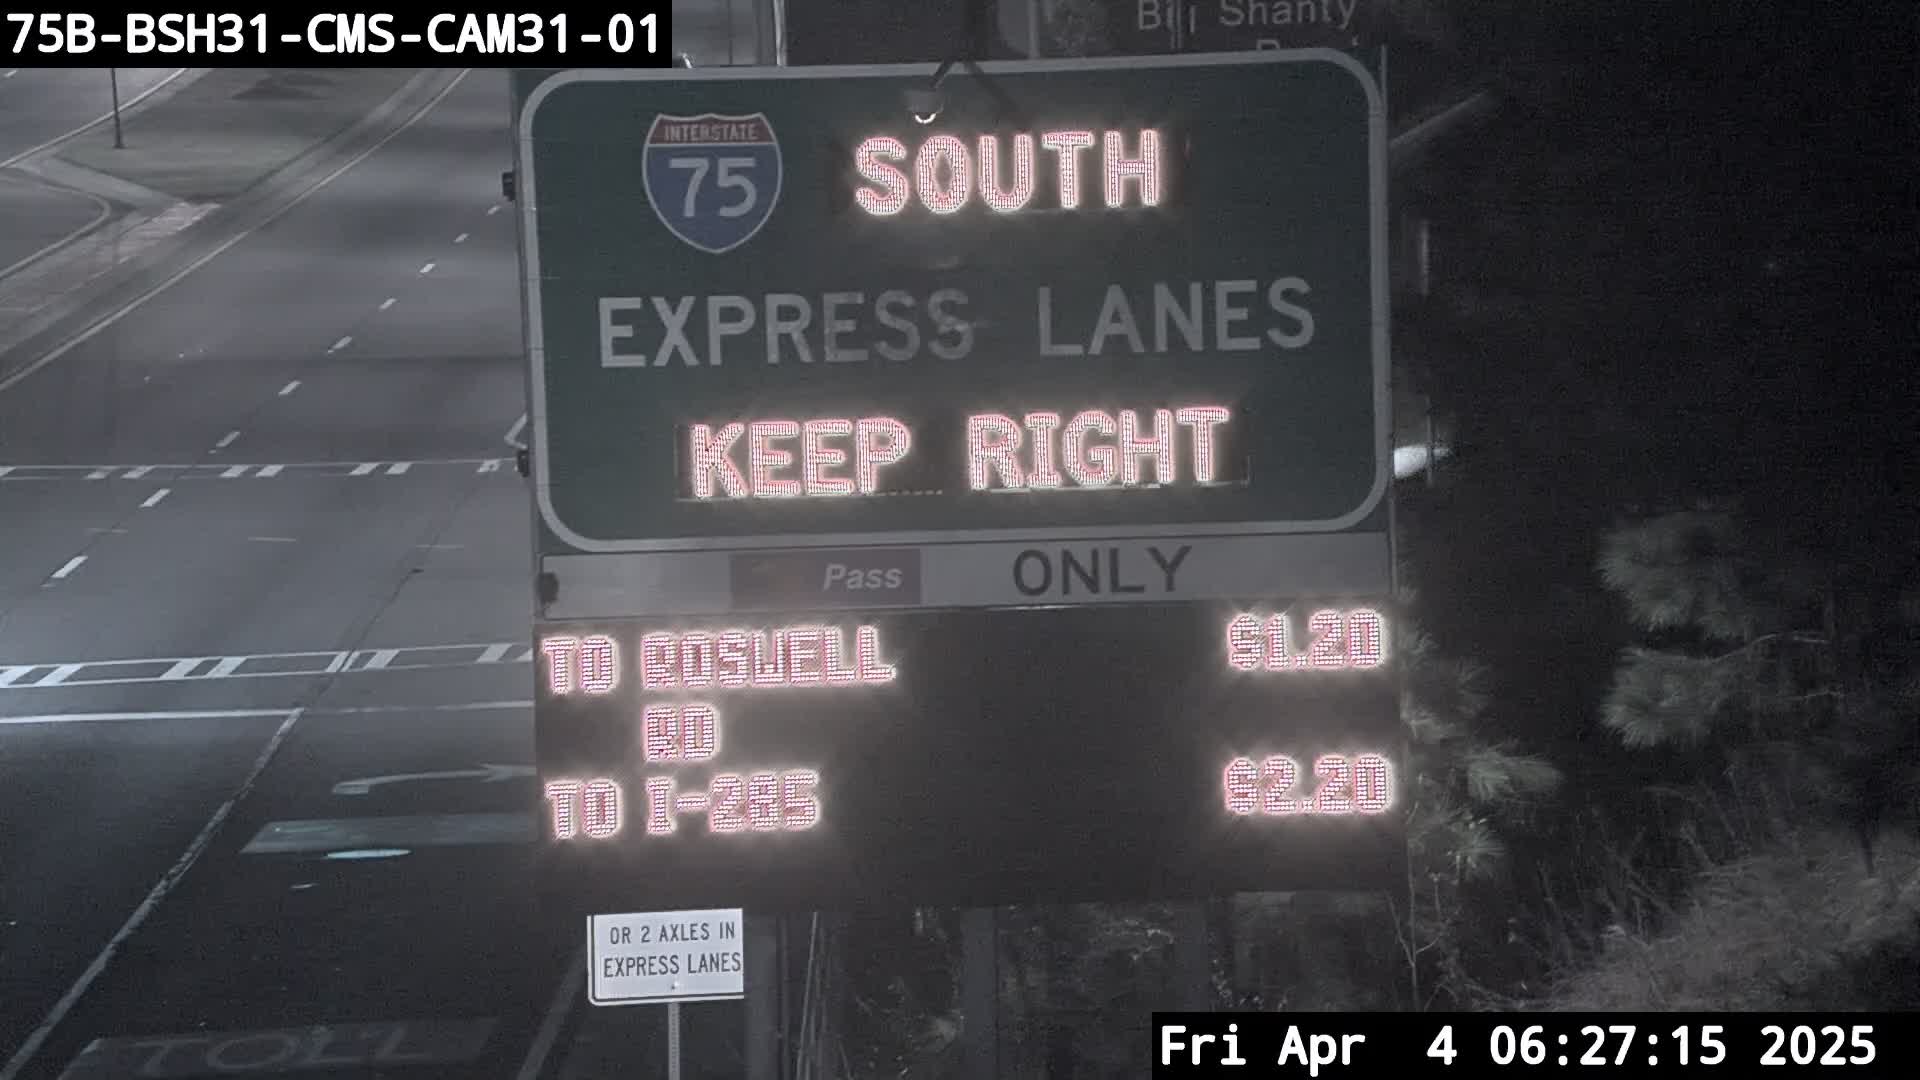 75B-BSH31-CMS-CAM31-01
Bill Shanty
INTERSTATE
75
SOUTH
EXPRESS LANES
KEEP RIGHT
Pass ONLY
TO ROSWELL $1.20
RD
TO I-285 $2.20
OR 2 AXLES IN
EXPRESS LANES
TOLL
Fri Apr 4 06:27:15 2025